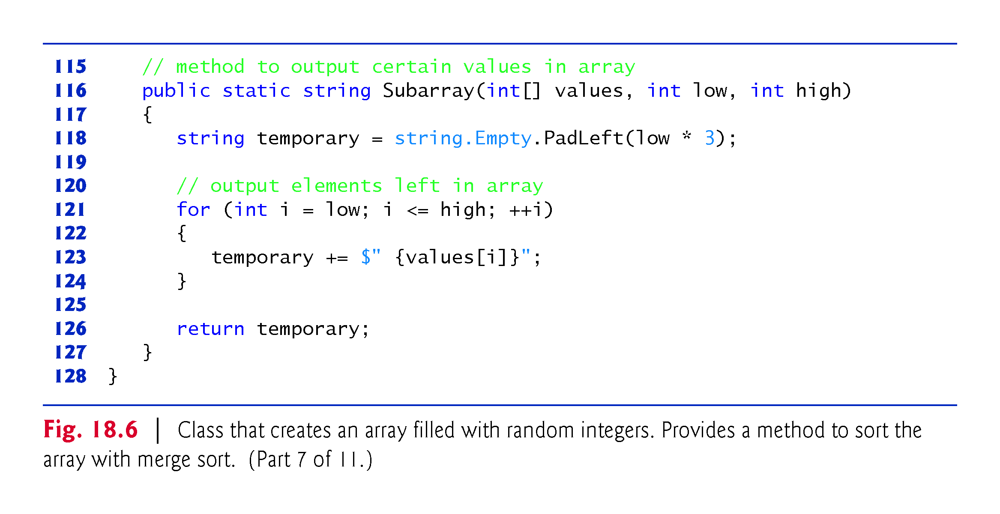 115     // method to output certain values in array
116     public static string Subarray(int[] values, int low, int high)
117     {
118        string temporary = string.Empty.PadLeft(low * 3);
119
120        // output elements left in array
121        for (int i = low; i <= high; ++i)
122        {
123           temporary += $" {values[i]}";
124        }
125
126        return temporary;
127     }
128  }
Fig. 18.6 | Class that creates an array filled with random integers. Provides a method to sort the
array with merge sort. (Part 7 of 11.)